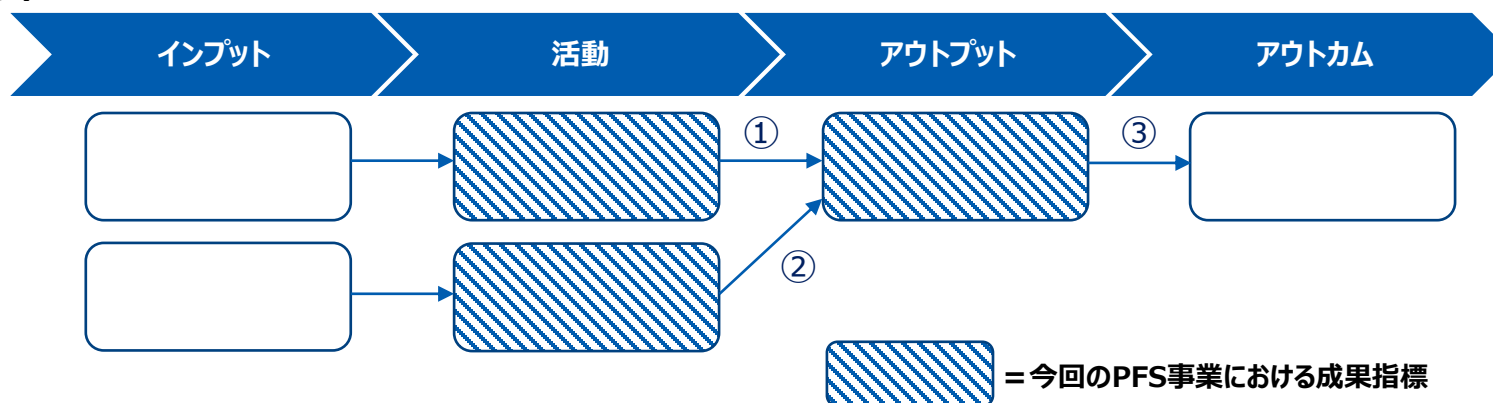 インプット
活動
アウトプット
アウトカム
①
③
②
＝今回のPFS事業における成果指標